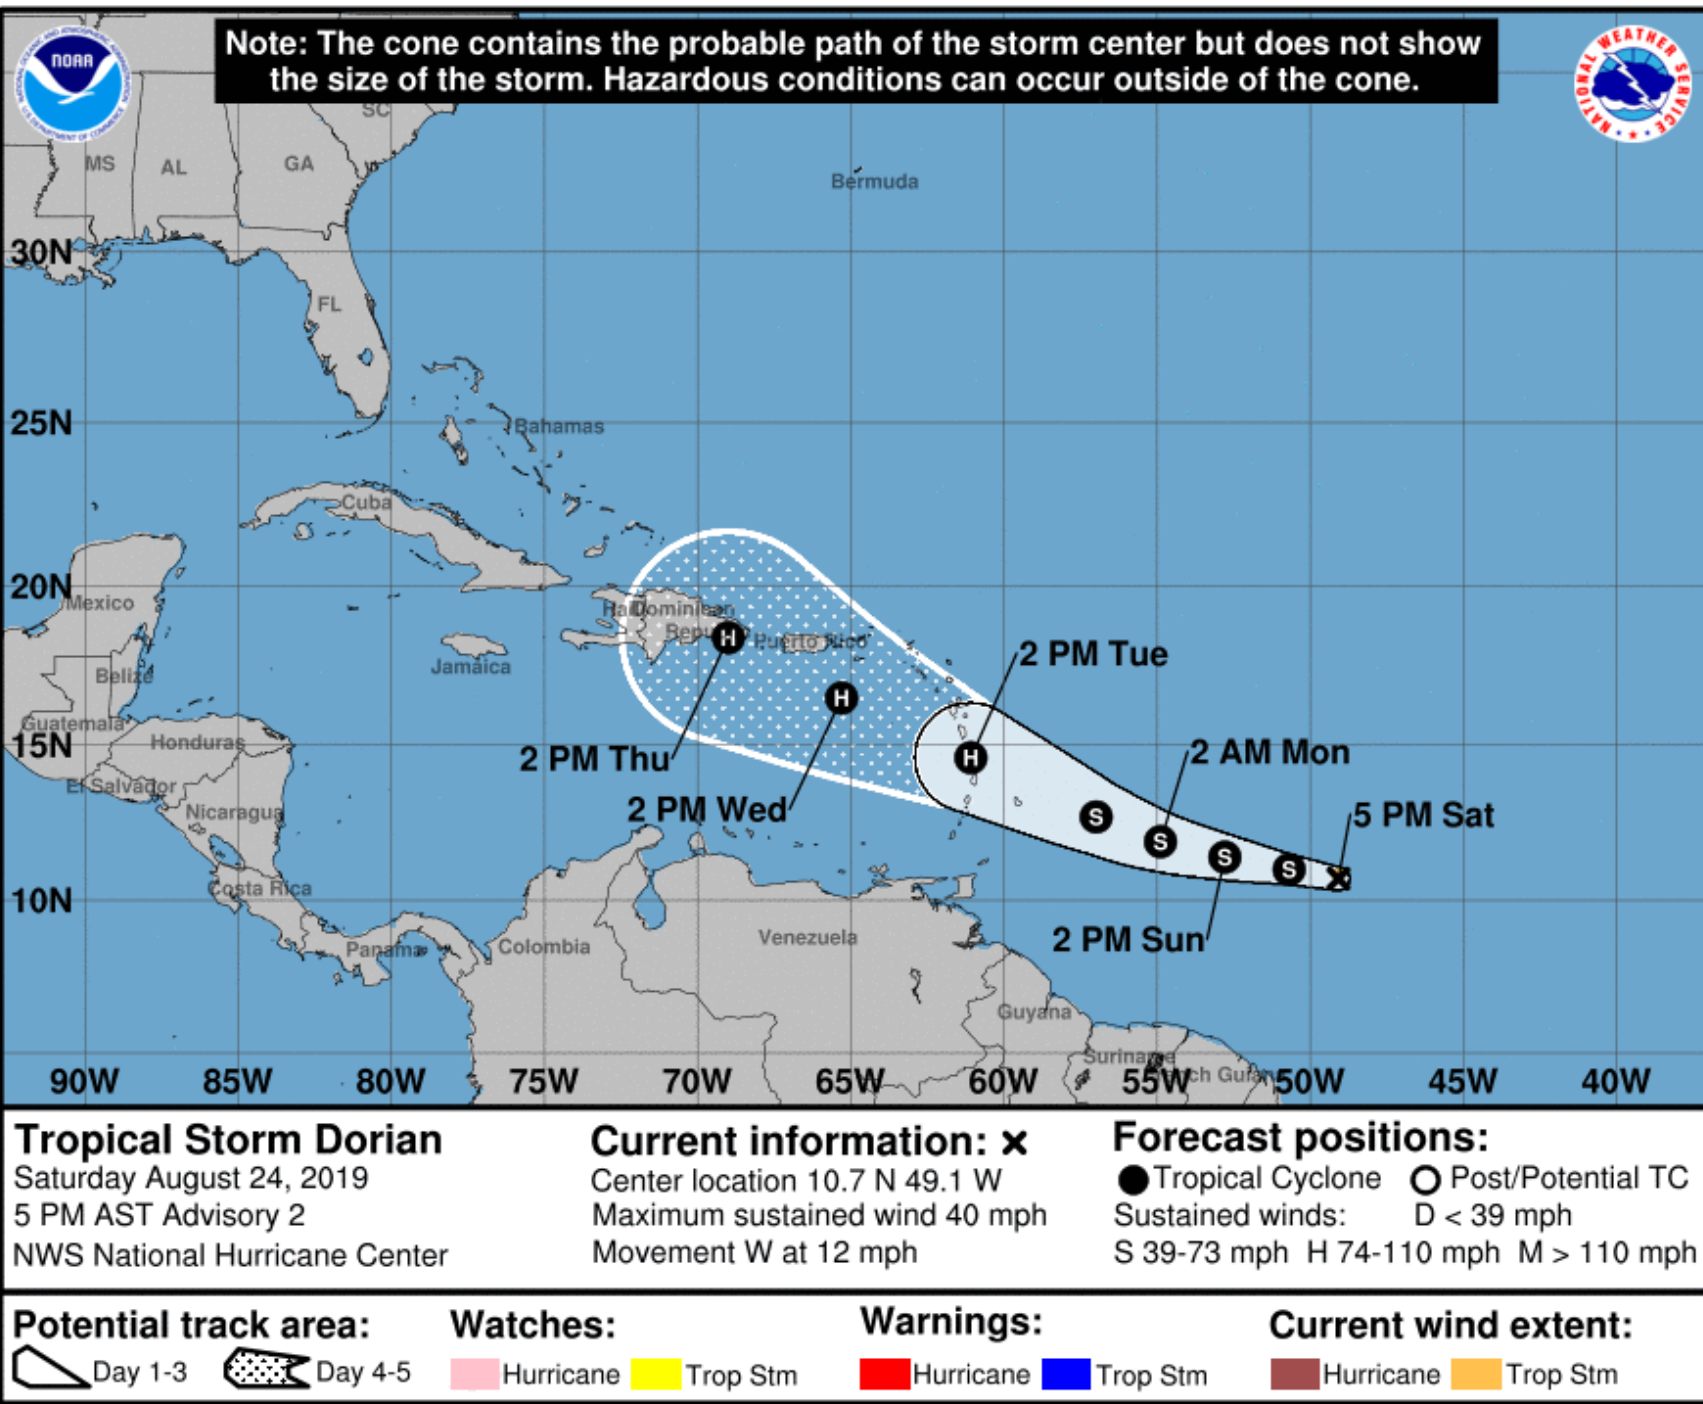 Note: The cone contains the probable path of the storm center but does not show
the size of the storm. Hazardous conditions can occur outside of the cone.
NOAA
NATIONAL WEATHER SERVICE
SC
MS
AL
GA
Bermuda
30N
FL
25N
Bahamas
Cuba
20N
Mexico
Haiti
Dominican
Republic
Puerto Rico
2 PM Tue
Jamaica
Belize
Guatemala
Honduras
15N
2 PM Thu
2 AM Mon
El Salvador
Nicaragua
2 PM Wed
5 PM Sat
H
H
H
S
S
S
S
Costa Rica
10N
Panama
Colombia
Venezuela
2 PM Sun
Guyana
Suriname
French Guiana
90W 85W 80W 75W 70W 65W 60W 55W 50W 45W 40W
Tropical Storm Dorian
Saturday August 24, 2019
5 PM AST Advisory 2
NWS National Hurricane Center
Current information: x
Center location 10.7 N 49.1 W
Maximum sustained wind 40 mph
Movement W at 12 mph
Forecast positions:
Tropical Cyclone Post/Potential TC
Sustained winds: D < 39 mph
S 39-73 mph H 74-110 mph M > 110 mph
Potential track area:
Day 1-3 Day 4-5
Watches:
Hurricane Trop Stm
Warnings:
Hurricane Trop Stm
Current wind extent:
Hurricane Trop Stm